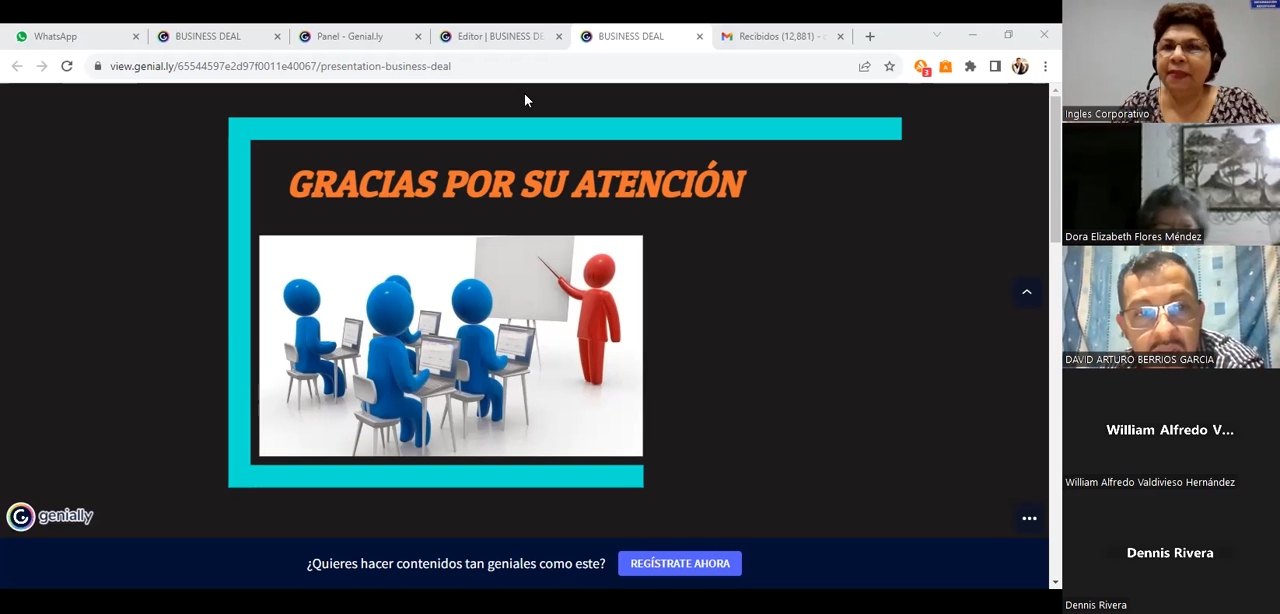 WhatsApp
BUSINESS DEAL
Panel - Genial.ly
Editor | BUSINESS DE
BUSINESS DEAL
Recibidos (12,881) -
view.genial.ly/65544597e2d97f0011e40067/presentation-business-deal
3
GRACIAS POR SU ATENCIÓN
genially
¿Quieres hacer contenidos tan geniales como este?
REGÍSTRATE AHORA
Ingles Corporativo
Dora Elizabeth Flores Méndez
DAVID ARTURO BERRIOS GARCIA
William Alfredo V...
William Alfredo Valdivieso Hernández
Dennis Rivera
Dennis Rivera